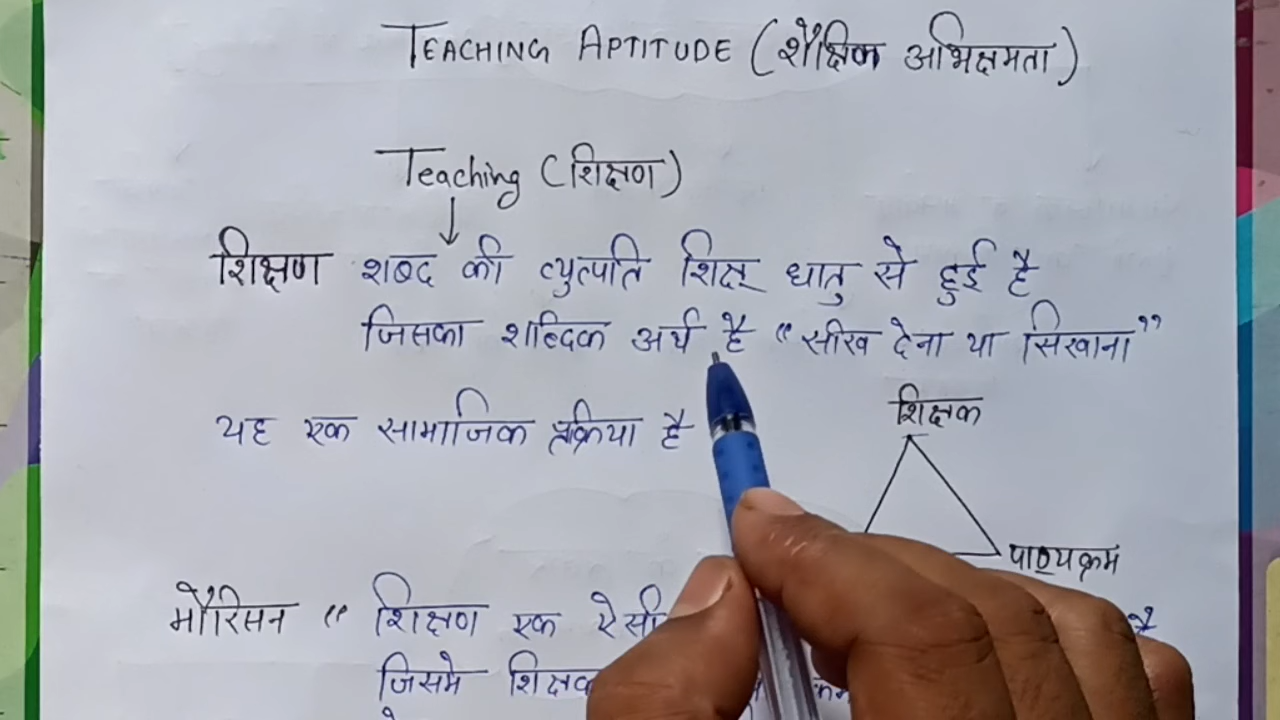 TEACHING APTITUDE (शैक्षिक अभिक्षमता)
Teaching (शिक्षण)
शिक्षण शब्द की व्युत्पति शिक्ष् धातु से हुई है
जिसका शाब्दिक अर्थ है "सीख देना या सिखाना"
यह एक सामाजिक प्रक्रिया है
शिक्षक
पाठ्यक्रम
मौरिसन " शिक्षण एक ऐसी है
जिसमे